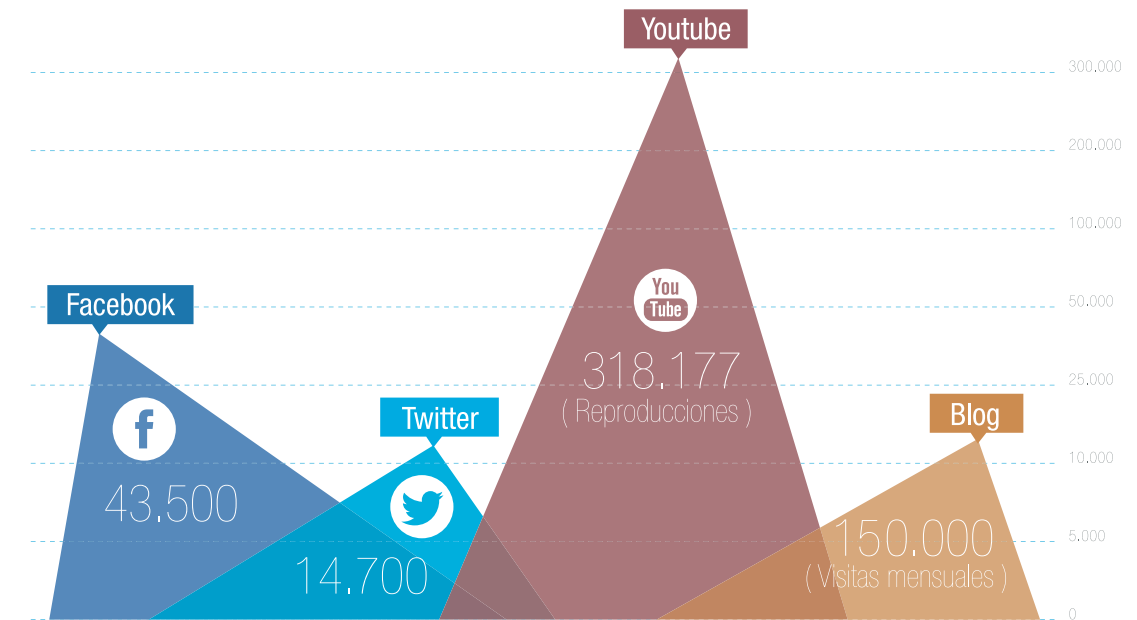 Youtube
300.000
200.000
100.000
Facebook
50.000
You
Tube
318.177
( Reproducciones )
25.000
Twitter
Blog
10.000
43.500
5.000
150.000
( Visitas mensuales )
14.700
0